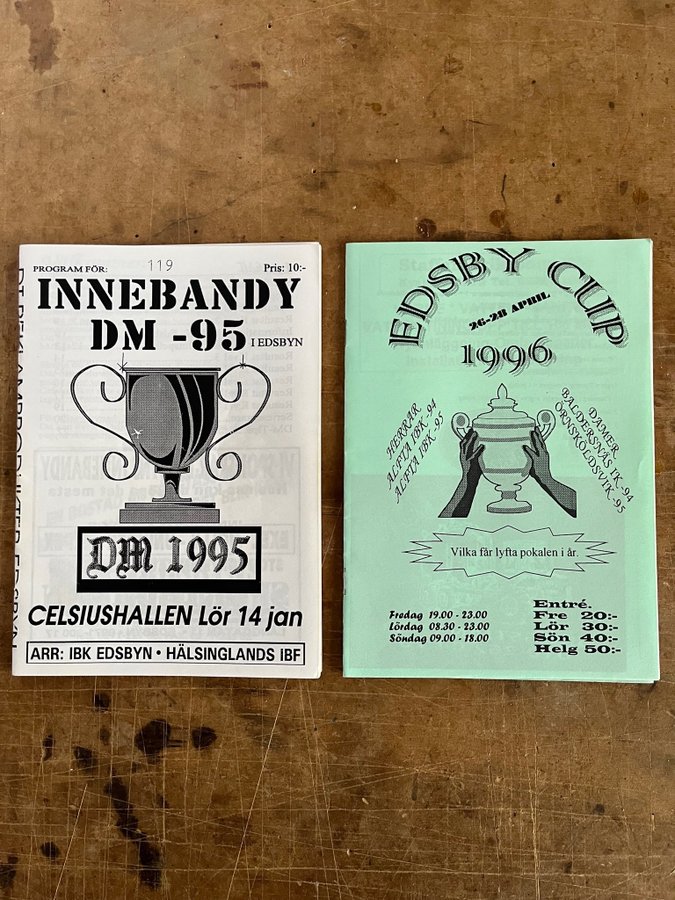 PROGRAM FÖR:
119
Pris: 10:-
INNEBANDY
DM -95 I EDSBYN
DM 1995
CELSIUSHALLEN Lör 14 jan
ARR: IBK EDSBYN • HÄLSINGLANDS iBF
EDSBY CUP
26-28 APRIL
1996
HERRAR
ALFTA IBK -94
ALFTA IBK -95
DAMER
BALDERSNÄS IK -94
ÖRNSKÖLDSVIK -95
Vilka får lyfta pokalen i år.
Fredag 19.00 - 23.00
Lördag 08.30 - 23.00
Söndag 09.00 - 18.00
Entré.
Fre 20:-
Lör 30:-
Sön 40:-
Helg 50:-